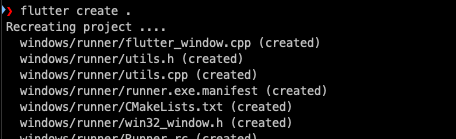 ❯ flutter create .
Recreating project ....
windows/runner/flutter_window.cpp (created)
windows/runner/utils.h (created)
windows/runner/utils.cpp (created)
windows/runner/runner.exe.manifest (created)
windows/runner/CMakeLists.txt (created)
windows/runner/win32_window.h (created)
windows/runner/Runner.rc (created)